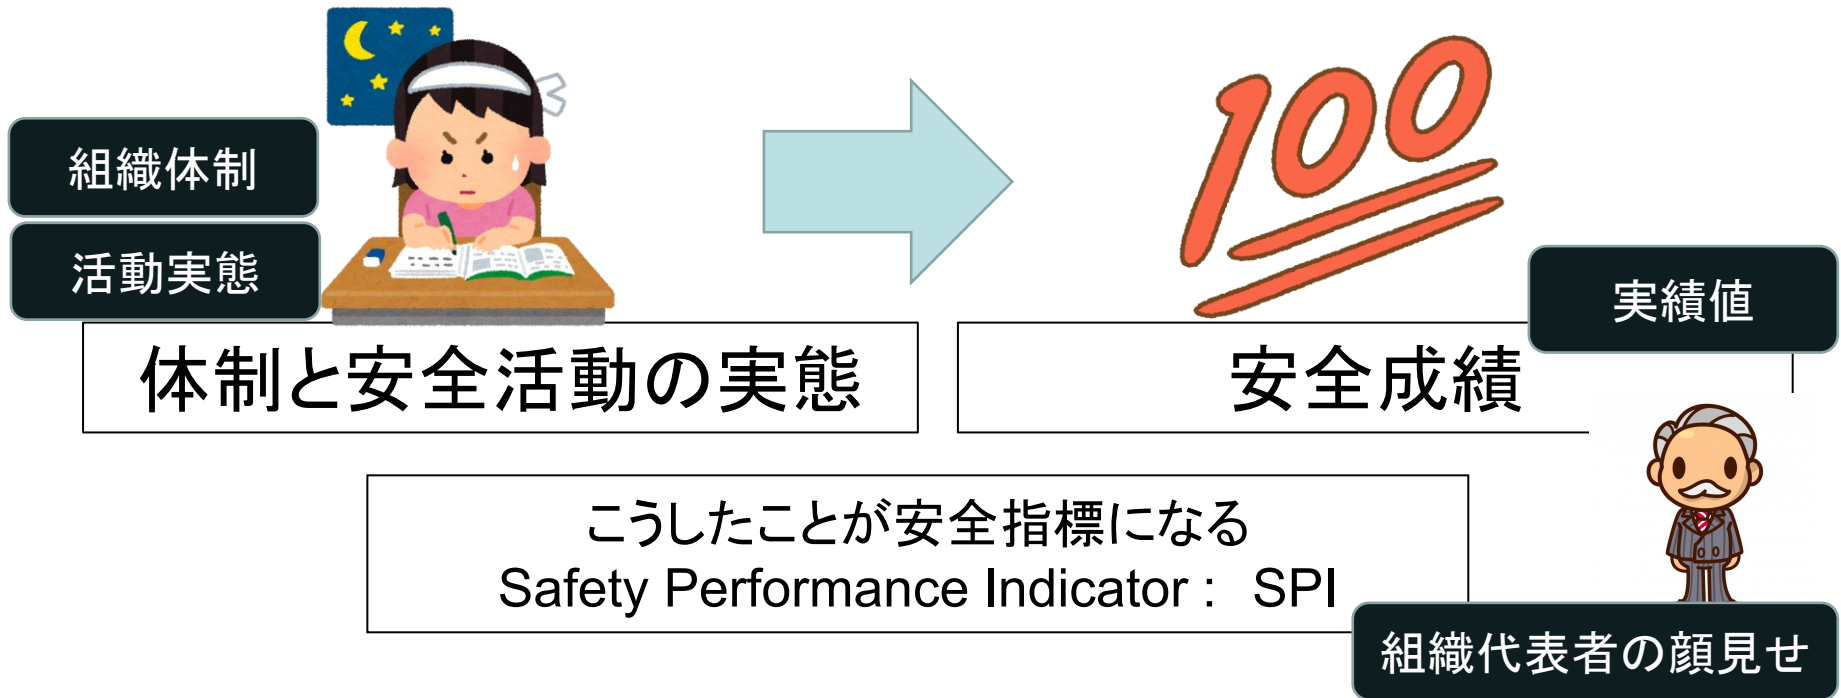 組織体制
活動実態
100
実績値
体制と安全活動の実態
安全成績
こうしたことが安全指標になる
Safety Performance Indicator： SPI
組織代表者の顔見せ